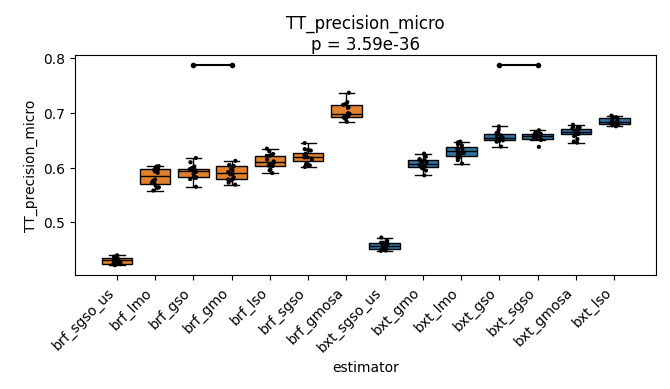 TT_precision_micro
p = 3.59e-36
TT_precision_micro
0.8
0.7
0.6
0.5
brf_sgso_us
brf_lmo
brf_gso
brf_gmo
brf_lso
brf_sgso
brf_gmosa
bxt_sgso_us
bxt_gmo
bxt_lmo
bxt_gso
bxt_sgso
bxt_gmosa
bxt_lso
estimator